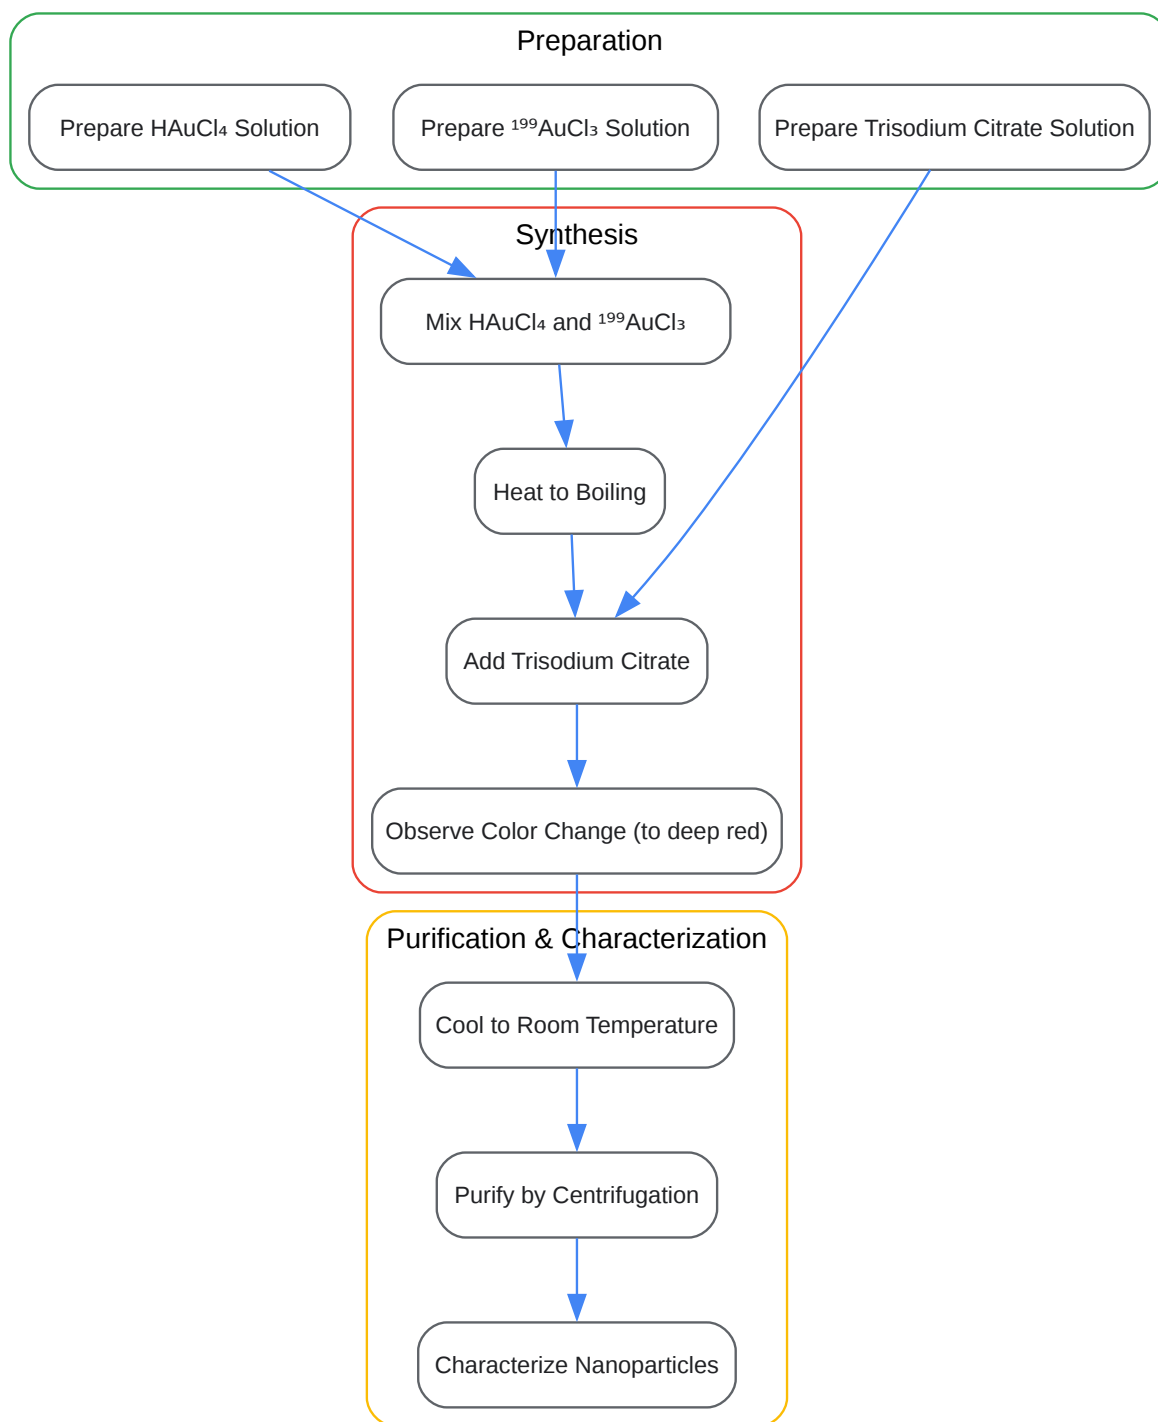 Preparation
Prepare HAuCl₄ Solution
Prepare ¹⁹⁹AuCl₃ Solution
Prepare Trisodium Citrate Solution
Synthesis
Mix HAuCl₄ and ¹⁹⁹AuCl₃
Heat to Boiling
Add Trisodium Citrate
Observe Color Change (to deep red)
Purification & Characterization
Cool to Room Temperature
Purify by Centrifugation
Characterize Nanoparticles